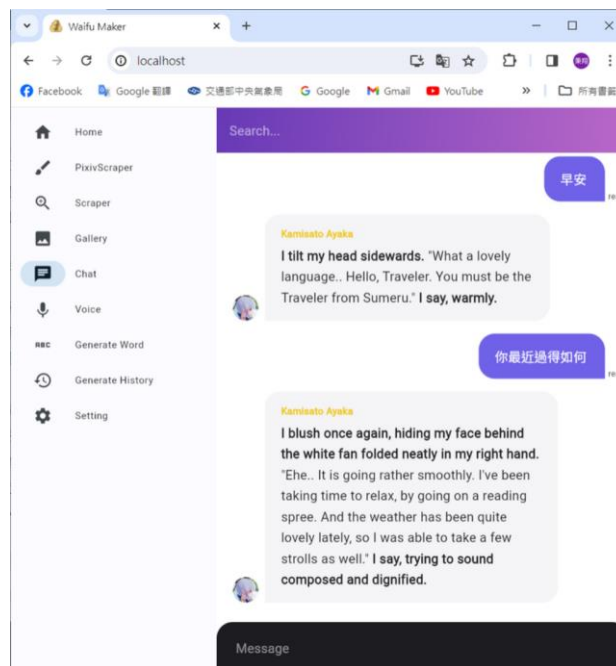 Waifu Maker
localhost
Facebook
Google 翻譯
交通部中央氣象局
Google
Gmail
YouTube
所有書籤
Home
PixivScraper
Scraper
Gallery
Chat
Voice
ABC
Generate Word
Generate History
Setting
Search...
早安
re
Kamisato Ayaka
I tilt my head sidewards. "What a lovely
language.. Hello, Traveler. You must be the
Traveler from Sumeru." I say, warmly.
你最近過得如何
re
Kamisato Ayaka
I blush once again, hiding my face behind
the white fan folded neatly in my right hand.
"Ehe.. It is going rather smoothly. I've been
taking time to relax, by going on a reading
spree. And the weather has been quite
lovely lately, so I was able to take a few
strolls as well." I say, trying to sound
composed and dignified.
Message